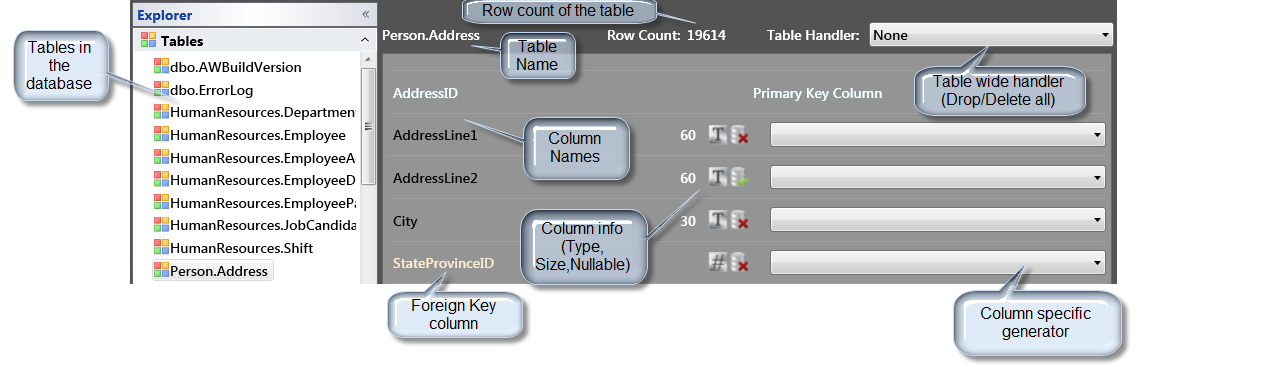 Row count of the table
Explorer «
Tables
Person.Address Row Count: 19614 Table Handler: None
Tables in
the
database
Table
Name
dbo.AWBuildVersion
dbo.ErrorLog
HumanResources.Department
HumanResources.Employee
HumanResources.EmployeeA
HumanResources.EmployeeD
HumanResources.EmployeePa
HumanResources.JobCandida
HumanResources.Shift
Person.Address
Table wide handler
(Drop/Delete all)
AddressID Primary Key Column
AddressLine1 60 T
Column
Names
AddressLine2 60 T
City 30 T
Column info
(Type,
Size,Nullable)
StateProvinceID #
Foreign Key
column
Column specific
generator